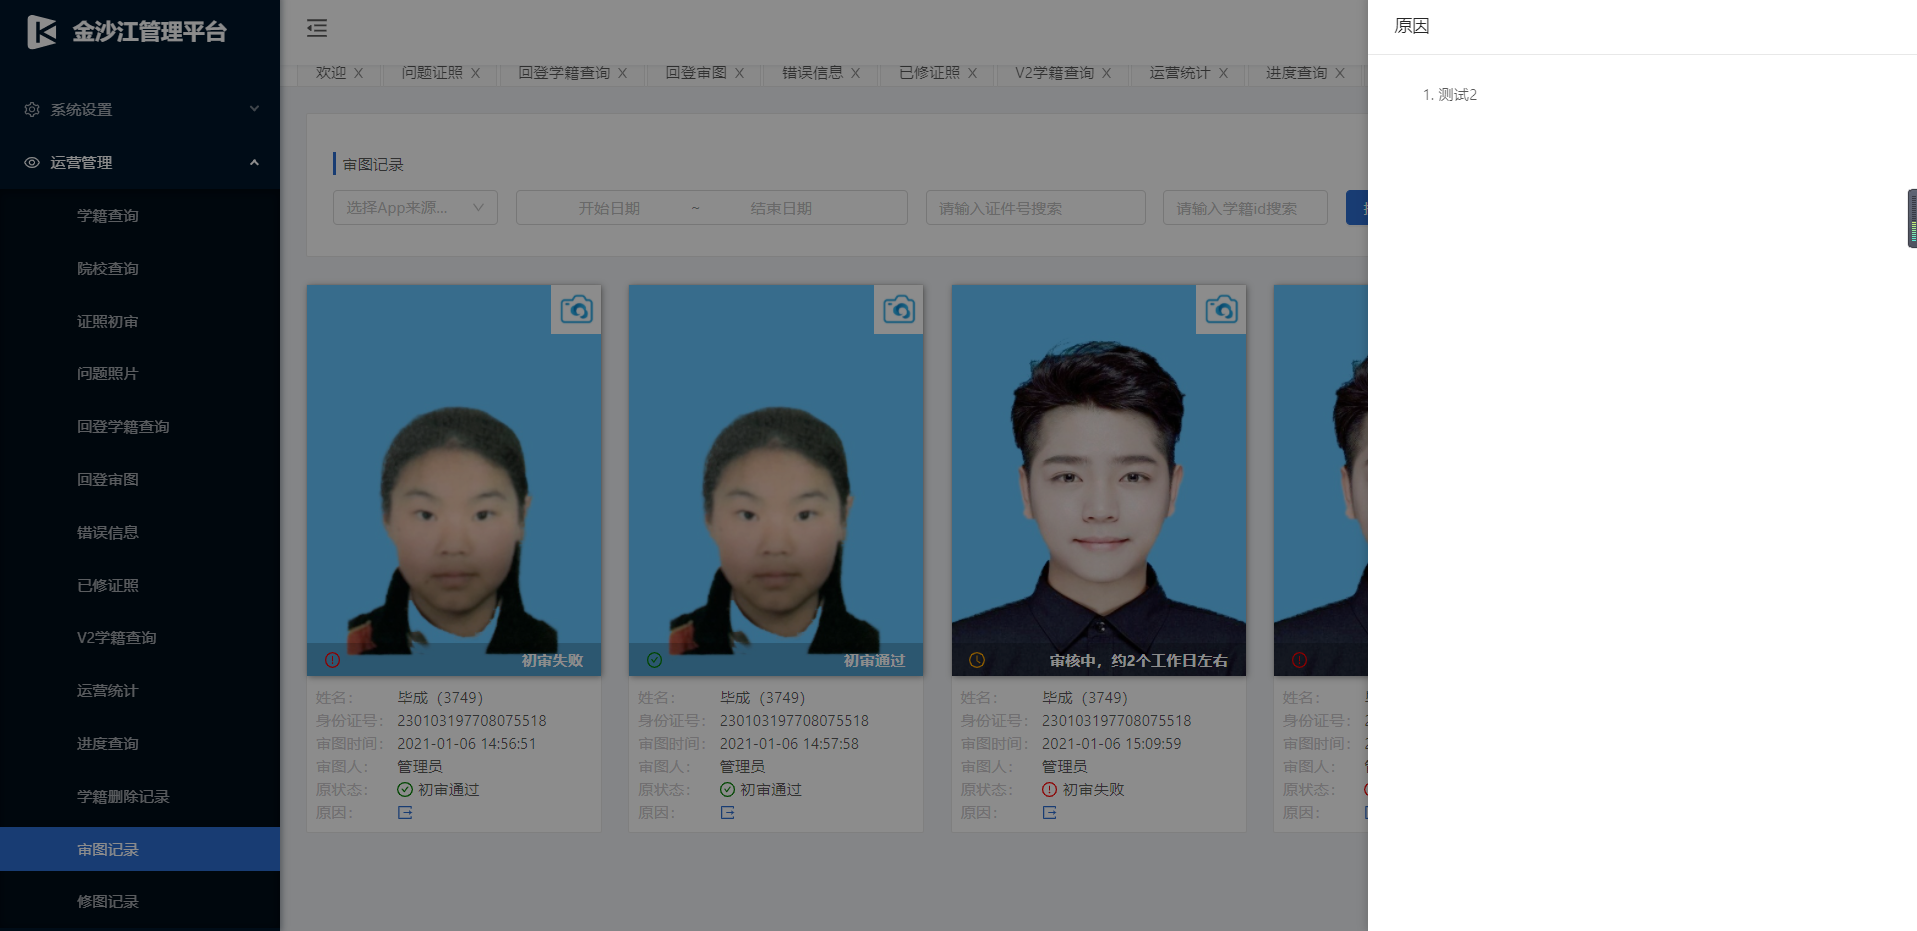 金沙江管理平台
系统设置
运营管理
学籍查询
院校查询
证照初审
问题照片
回登学籍查询
回登审图
错误信息
已修证照
V2学籍查询
运营统计
进度查询
学籍删除记录
审图记录
修图记录
欢迎 X 问题证照 X 回登学籍查询 X 回登审图 X 错误信息 X 已修证照 X V2学籍查询 X 运营统计 X 进度查询 X
审图记录
选择App来源... 开始日期 ~ 结束日期 请输入证件号搜索 请输入学籍id搜索
初审失败
姓名： 毕成（3749）
身份证号： 230103197708075518
审图时间： 2021-01-06 14:56:51
审图人： 管理员
原状态： 初审通过
原因：
初审通过
姓名： 毕成（3749）
身份证号： 230103197708075518
审图时间： 2021-01-06 14:57:58
审图人： 管理员
原状态： 初审通过
原因：
审核中，约2个工作日左右
姓名： 毕成（3749）
身份证号： 230103197708075518
审图时间： 2021-01-06 15:09:59
审图人： 管理员
原状态： 初审失败
原因：
姓名：
身份证号：
审图时间：
审图人：
原状态：
原因：
原因
1. 测试2